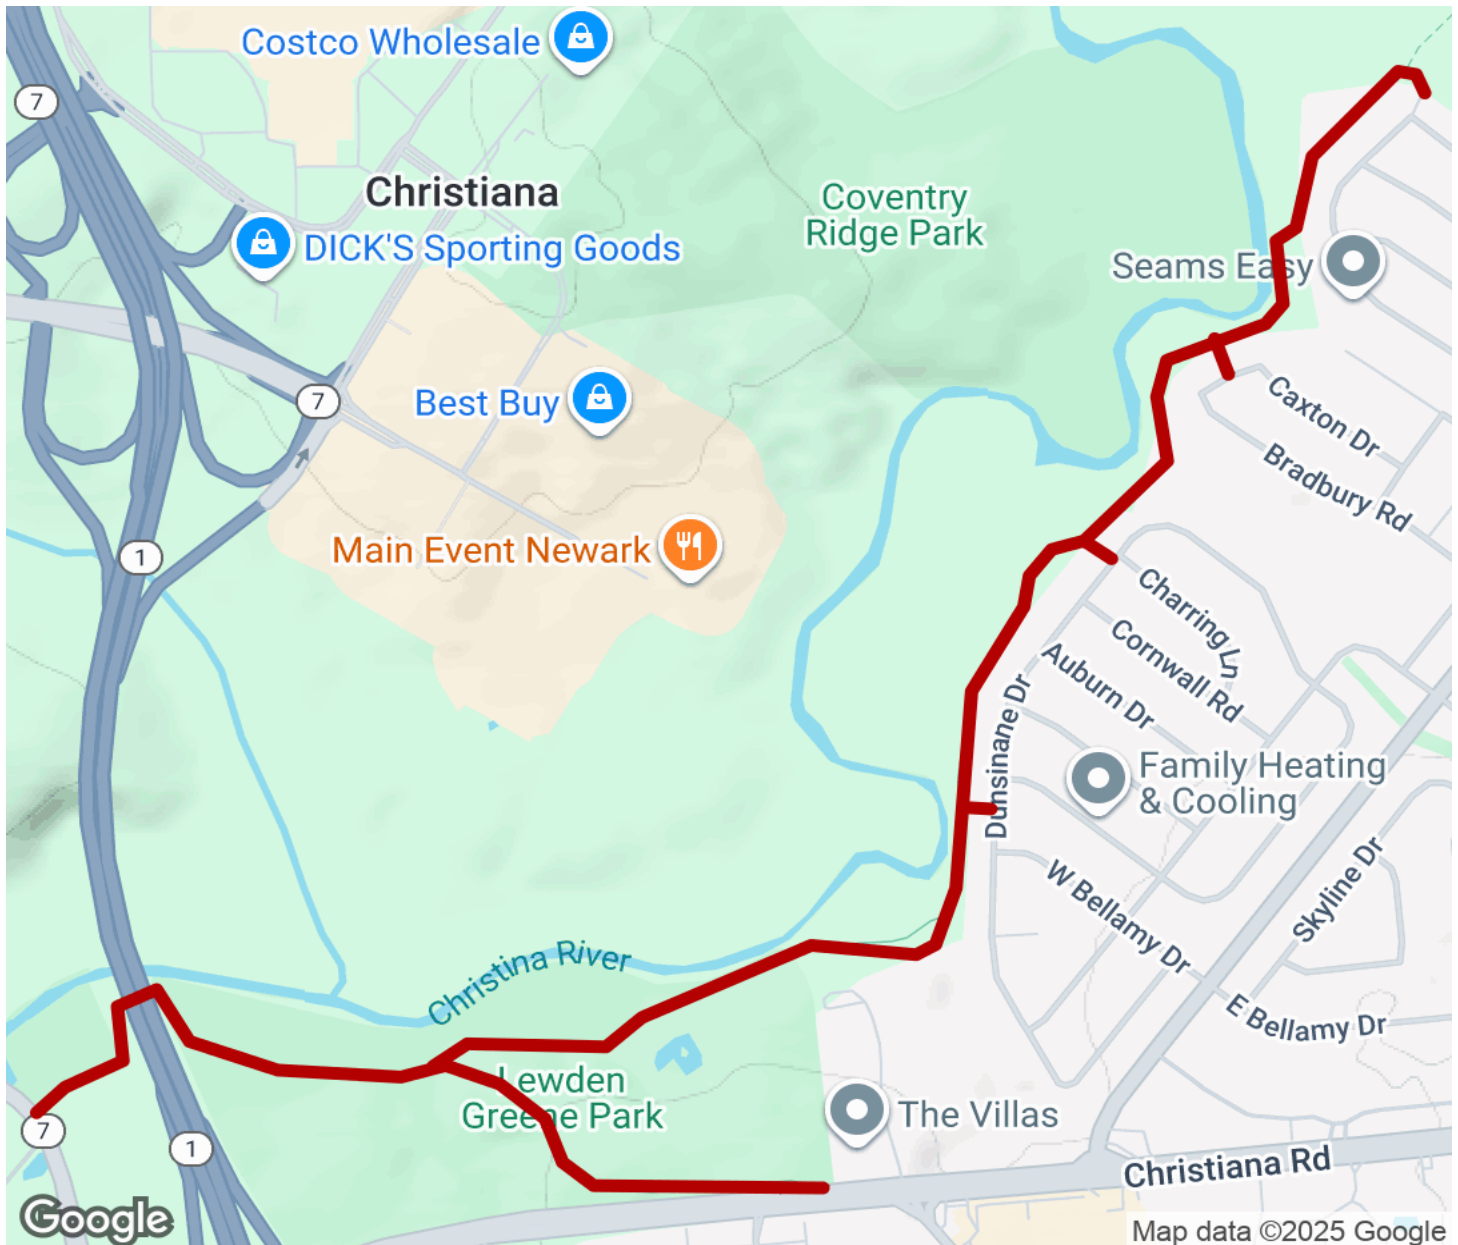 Costco Wholesale
7
Christiana
Coventry
Ridge Park
DICK'S Sporting Goods
Seams Easy
7
Best Buy
Caxton Dr
Bradbury Rd
Main Event Newark
1
Charring Ln
Cornwall Rd
Auburn Dr
Dunsinane Dr
Family Heating
& Cooling
W Bellamy Dr
Skyline Dr
Christina River
E Bellamy Dr
Lewden
Greene Park
The Villas
7
1
Christiana Rd
Google
Map data ©2025 Google